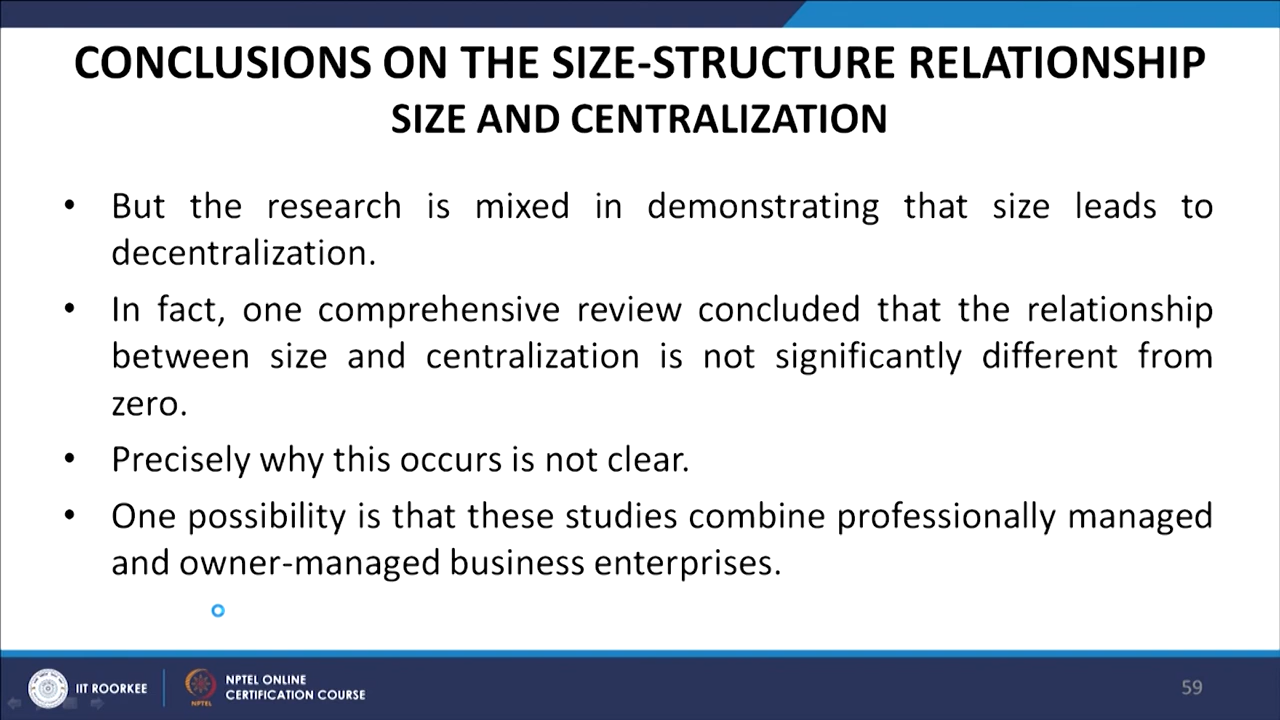 CONCLUSIONS ON THE SIZE-STRUCTURE RELATIONSHIP
SIZE AND CENTRALIZATION
• But the research is mixed in demonstrating that size leads to
decentralization.
• In fact, one comprehensive review concluded that the relationship
between size and centralization is not significantly different from
zero.
• Precisely why this occurs is not clear.
• One possibility is that these studies combine professionally managed
and owner-managed business enterprises.
IIT ROORKEE
NPTEL
NPTEL ONLINE
CERTIFICATION COURSE
59